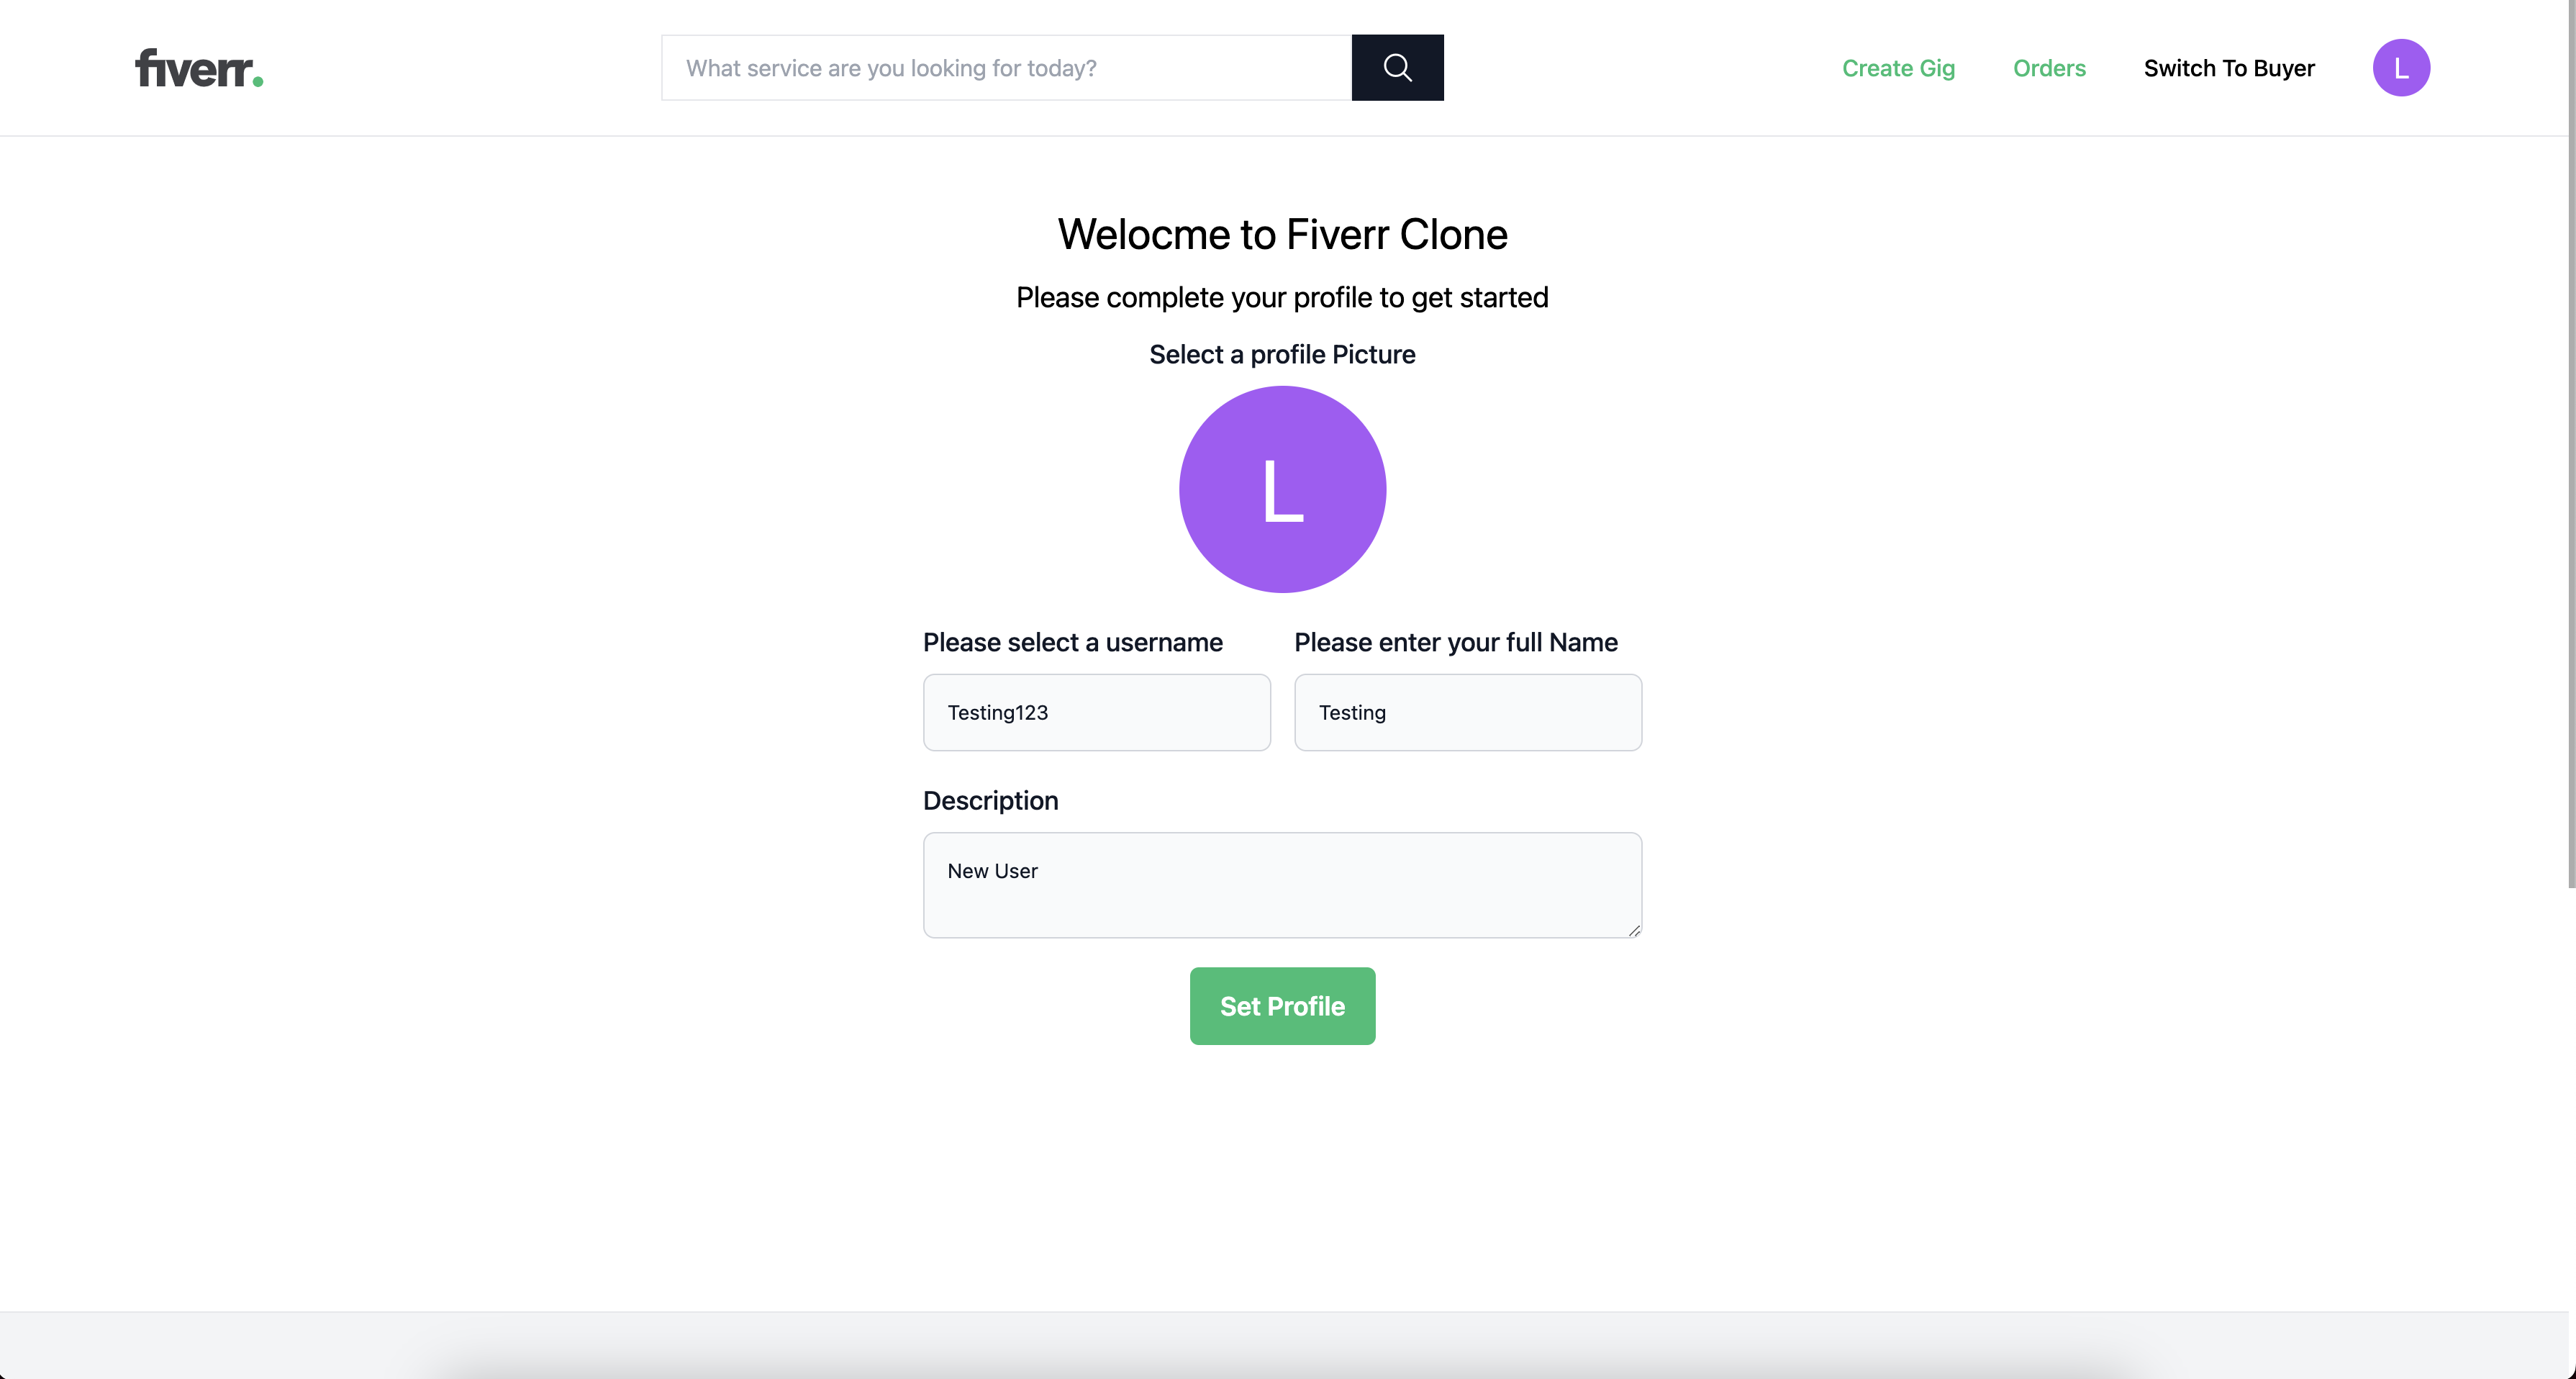 fiverr.
What service are you looking for today?
Create Gig
Orders
Switch To Buyer
L
Welocme to Fiverr Clone
Please complete your profile to get started
Select a profile Picture
L
Please select a username
Please enter your full Name
Testing123
Testing
Description
New User
Set Profile